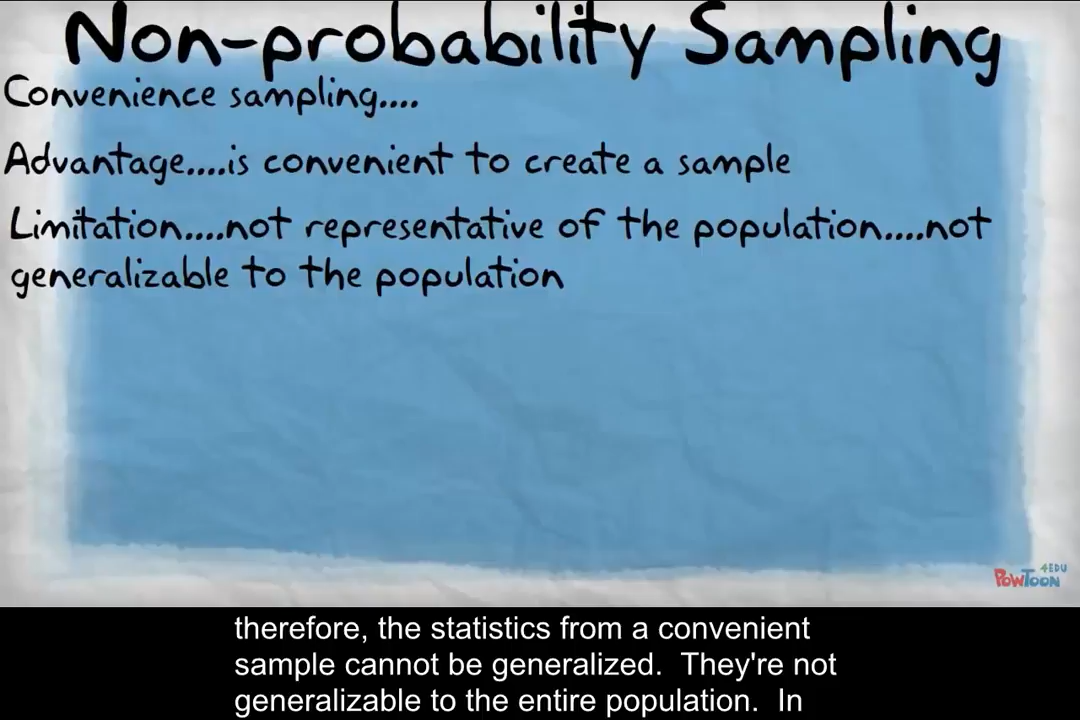 Non-probability Sampling
Convenience sampling....
Advantage....is convenient to create a sample
Limitation....not representative of the population....not
generalizable to the population
4EDU
PowToon
therefore, the statistics from a convenient
sample cannot be generalized.  They're not
generalizable to the entire population.  In